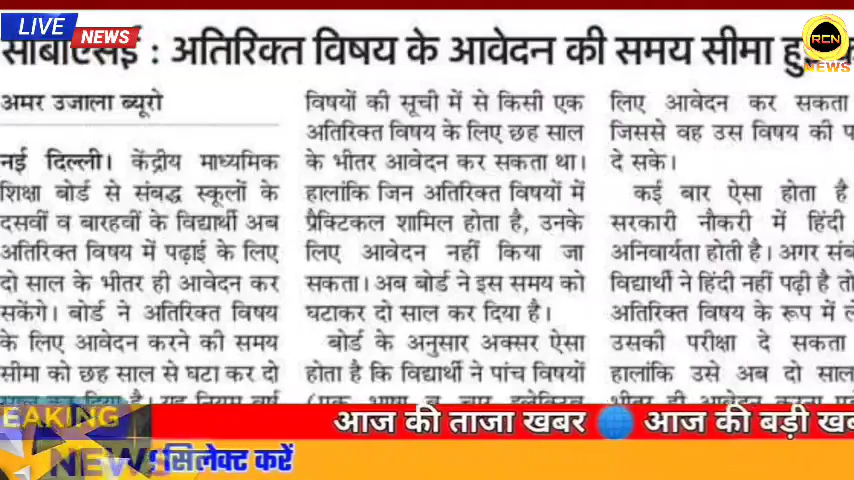 LIVE
NEWS
RCN
NEWS
सीबीएसई : अतिरिक्त विषय के आवेदन की समय सीमा
अमर उजाला ब्यूरो
नई दिल्ली। केंद्रीय माध्यमिक
शिक्षा बोर्ड से संबद्ध स्कूलों के
दसवीं व बारहवीं के विद्यार्थी अब
अतिरिक्त विषय में पढ़ाई के लिए
दो साल के भीतर ही आवेदन कर
सकेंगे। बोर्ड ने अतिरिक्त विषय
के लिए आवेदन करने की समय
सीमा को छह साल से घटा कर दो
विषयों की सूची में से किसी एक
अतिरिक्त विषय के लिए छह साल
के भीतर आवेदन कर सकता था।
हालांकि जिन अतिरिक्त विषयों में
प्रैक्टिकल शामिल होता है, उनके
लिए आवेदन नहीं किया जा
सकता। अब बोर्ड ने इस समय को
घटाकर दो साल कर दिया है।
बोर्ड के अनुसार अक्सर ऐसा
होता है कि विद्यार्थी ने पांच विषयों
लिए आवेदन कर सकता
जिससे वह उस विषय की
दे सके।
कई बार ऐसा होता है
सरकारी नौकरी में हिंदी
अनिवार्यता होती है। अगर
विद्यार्थी ने हिंदी नहीं पढ़ी है
अतिरिक्त विषय के रूप में
उसकी परीक्षा दे सकता
हालांकि उसे अब दो साल
EAKING
NEWS
आज की ताजा खबर आज की बड़ी
सिलेक्ट करें